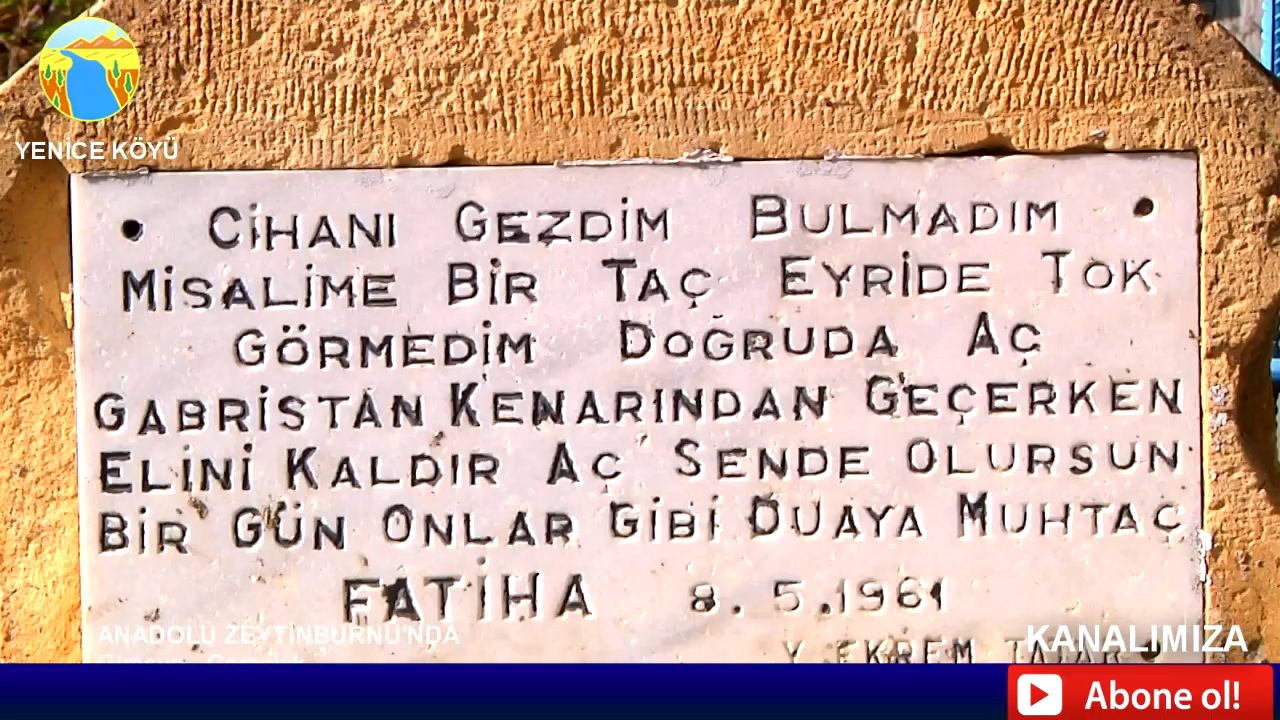 YENİCE KÖYÜ
CİHANI GEZDİM BULMADIM
MİSALİME BİR TAÇ EYRİDE TOK
GÖRMEDİM DOĞRUDA AÇ
GABRİSTAN KENARINDAN GEÇERKEN
ELİNİ KALDIR AÇ SENDE OLURSUN
BİR GÜN ONLAR GİBİ DUAYA MUHTAÇ
FATİHA 8.5.1961
ANADOLU ZEYTİNBURNU'NDA
Y. EKREM
KANALIMIZA
Abone ol!